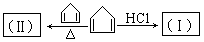 (II) △ HCl (I)